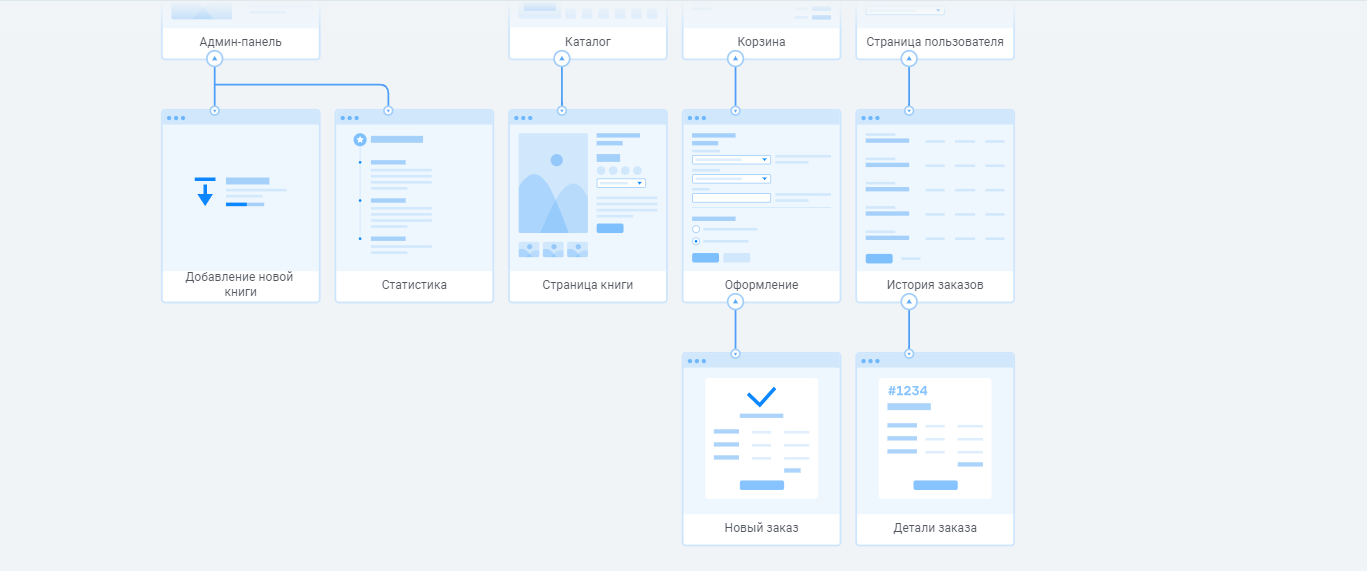 Админ-панель
Каталог
Корзина
Страница пользователя
Добавление новой
книги
Статистика
Страница книги
Оформление
История заказов
#1234
Новый заказ
Детали заказа